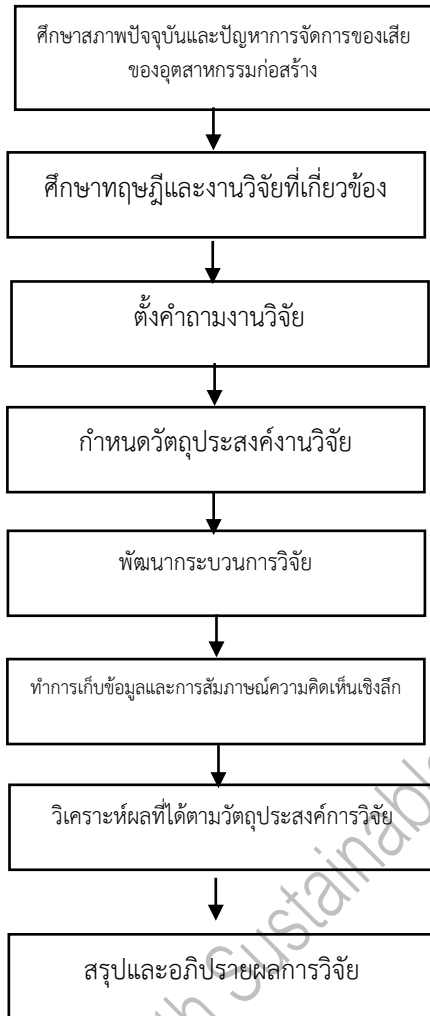 ศึกษาสภาพปัจจุบันและปัญหาการจัดการของเสีย
ของอุตสาหกรรมก่อสร้าง
ศึกษาทฤษฎีและงานวิจัยที่เกี่ยวข้อง
ตั้งคำถามงานวิจัย
กำหนดวัตถุประสงค์งานวิจัย
พัฒนากระบวนการวิจัย
ทำการเก็บข้อมูลและการสัมภาษณ์ความคิดเห็นเชิงลึก
วิเคราะห์ผลที่ได้ตามวัตถุประสงค์การวิจัย
สรุปและอภิปรายผลการวิจัย
th Sustainable